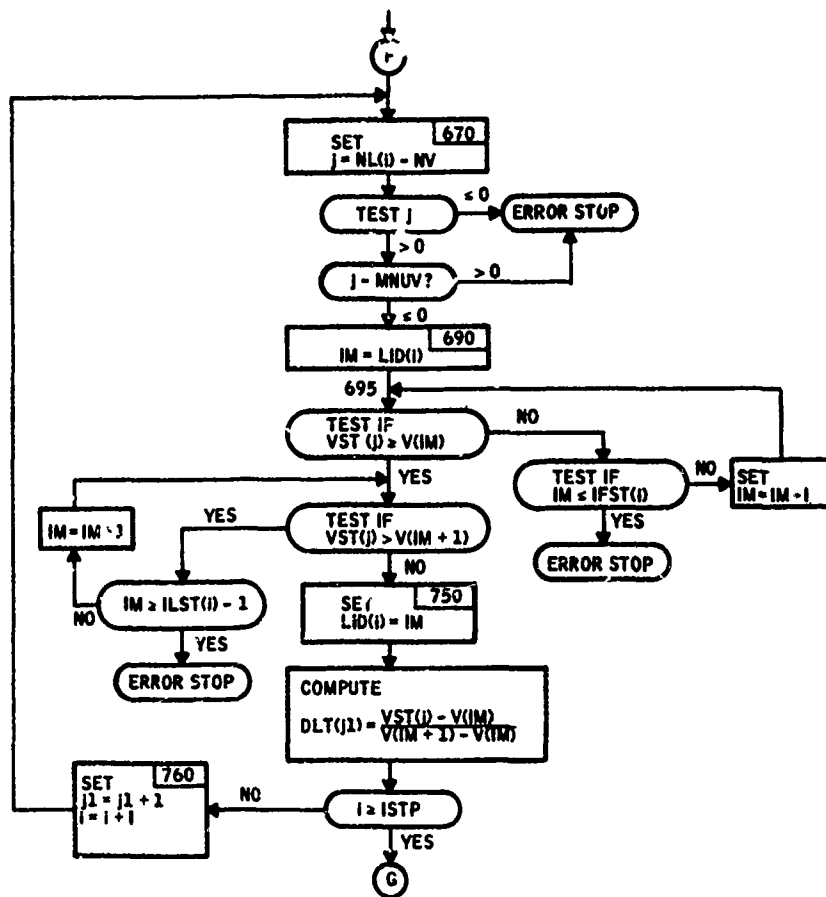 670
SET
j = NL(i) - NV
≤ 0
TEST j
ERROR STOP
> 0
j - MNUV?
> 0
≤ 0
690
IM = LID(i)
695
TEST IF
VST (j) ≥ V(IM)
NO
YES
TEST IF
IM ≤ IFST(i)
NO
SET
YES
ERROR STOP
YES
TEST IF
VST(j) > V(IM + 1)
NO
IM ≥ ILST(i) - 1
NO
YES
ERROR STOP
750
LID(i) = IM
COMPUTE
DLT(j1) = VST(j) - V(IM)
V(IM + 1) - V(IM)
760
SET
j1 = j1 + 1
i = i + 1
NO
i ≥ ISTP
YES
G